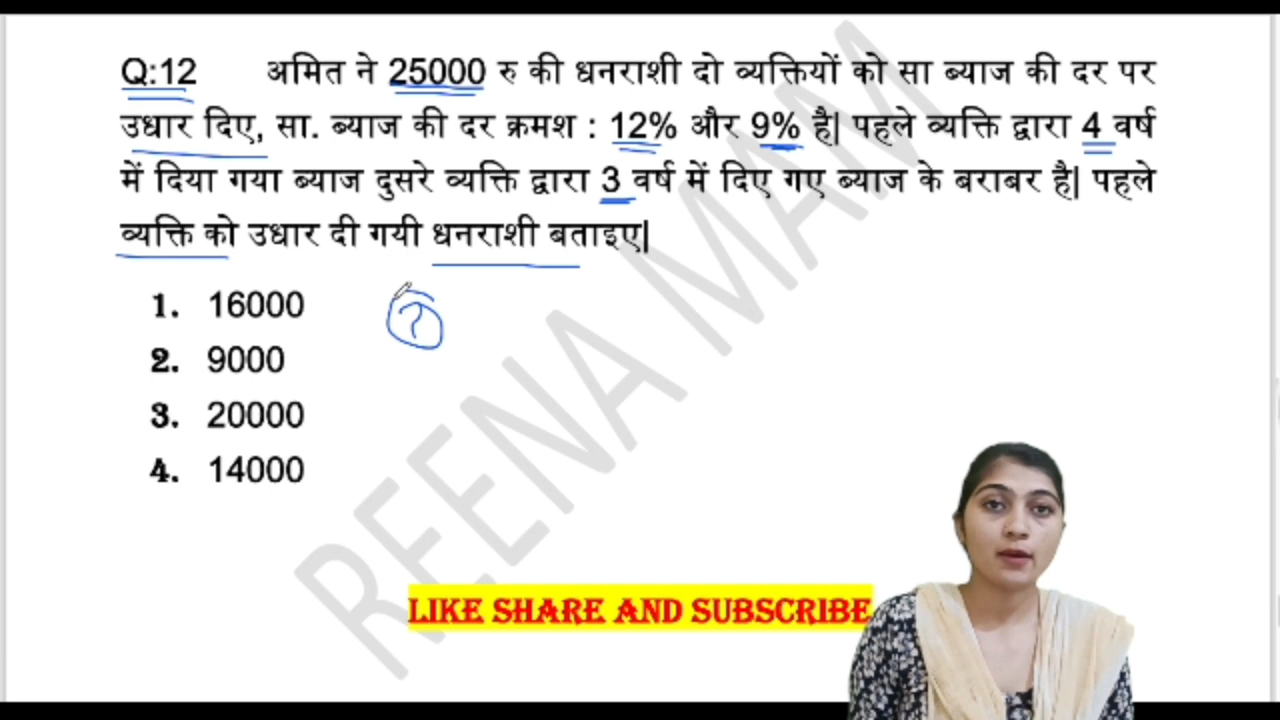 Q:12 अमित ने 25000 रु की धनराशी दो व्यक्तियों को सा ब्याज की दर पर
उधार दिए, सा. ब्याज की दर क्रमश : 12% और 9% है| पहले व्यक्ति द्वारा 4 वर्ष
में दिया गया ब्याज दुसरे व्यक्ति द्वारा 3 वर्ष में दिए गए ब्याज के बराबर है| पहले
व्यक्ति को उधार दी गयी धनराशी बताइए|
1. 16000
?
2. 9000
3. 20000
4. 14000
REENA MAM
LIKE SHARE AND SUBSCRIBE